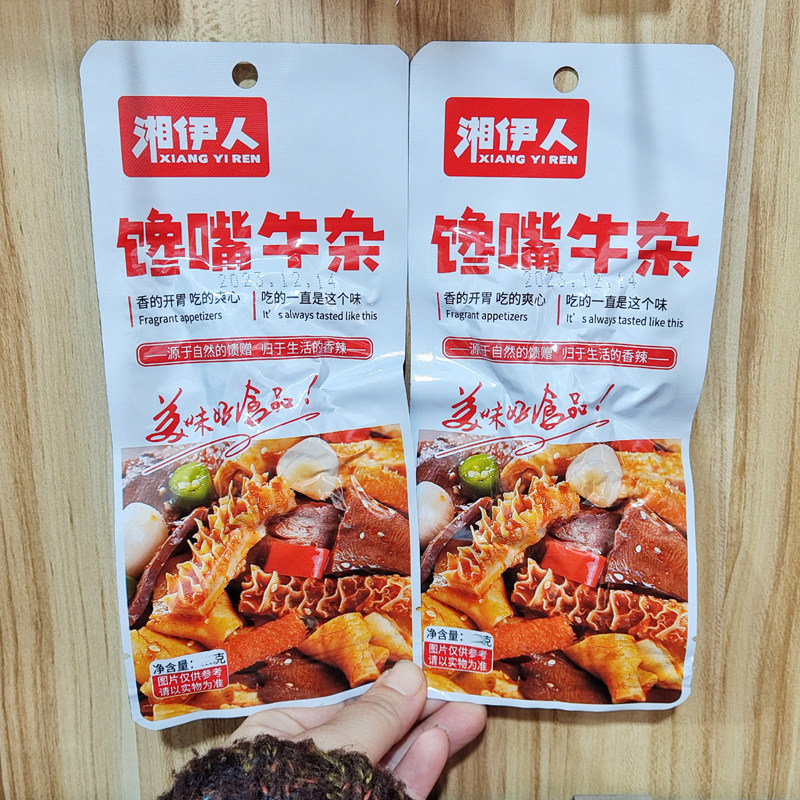 湘伊人
XIANG YI REN
馋嘴牛杂
2023.12.14
香的开胃 吃的爽心
Fragrant appetizers
吃的一直是这个味
It's always tasted like this
源于自然的馈赠 归于生活的香辣
美味好食品!
净含量: 克
图片仅供参考
请以实物为准
湘伊人
XIANG YI REN
馋嘴牛杂
2023.12.14
香的开胃 吃的爽心
Fragrant appetizers
吃的一直是这个味
It's always tasted like this
源于自然的馈赠 归于生活的香辣
美味好食品!
净含量: 克
图片仅供参考
请以实物为准